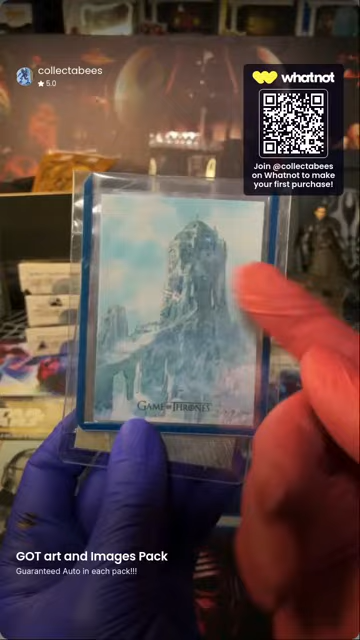 collectabees
★ 5.0
whatnot
Join @collectabees
on Whatnot to make
your first purchase!
GAME OF THRONES
GOT art and Images Pack
Guaranteed Auto in each pack!!!